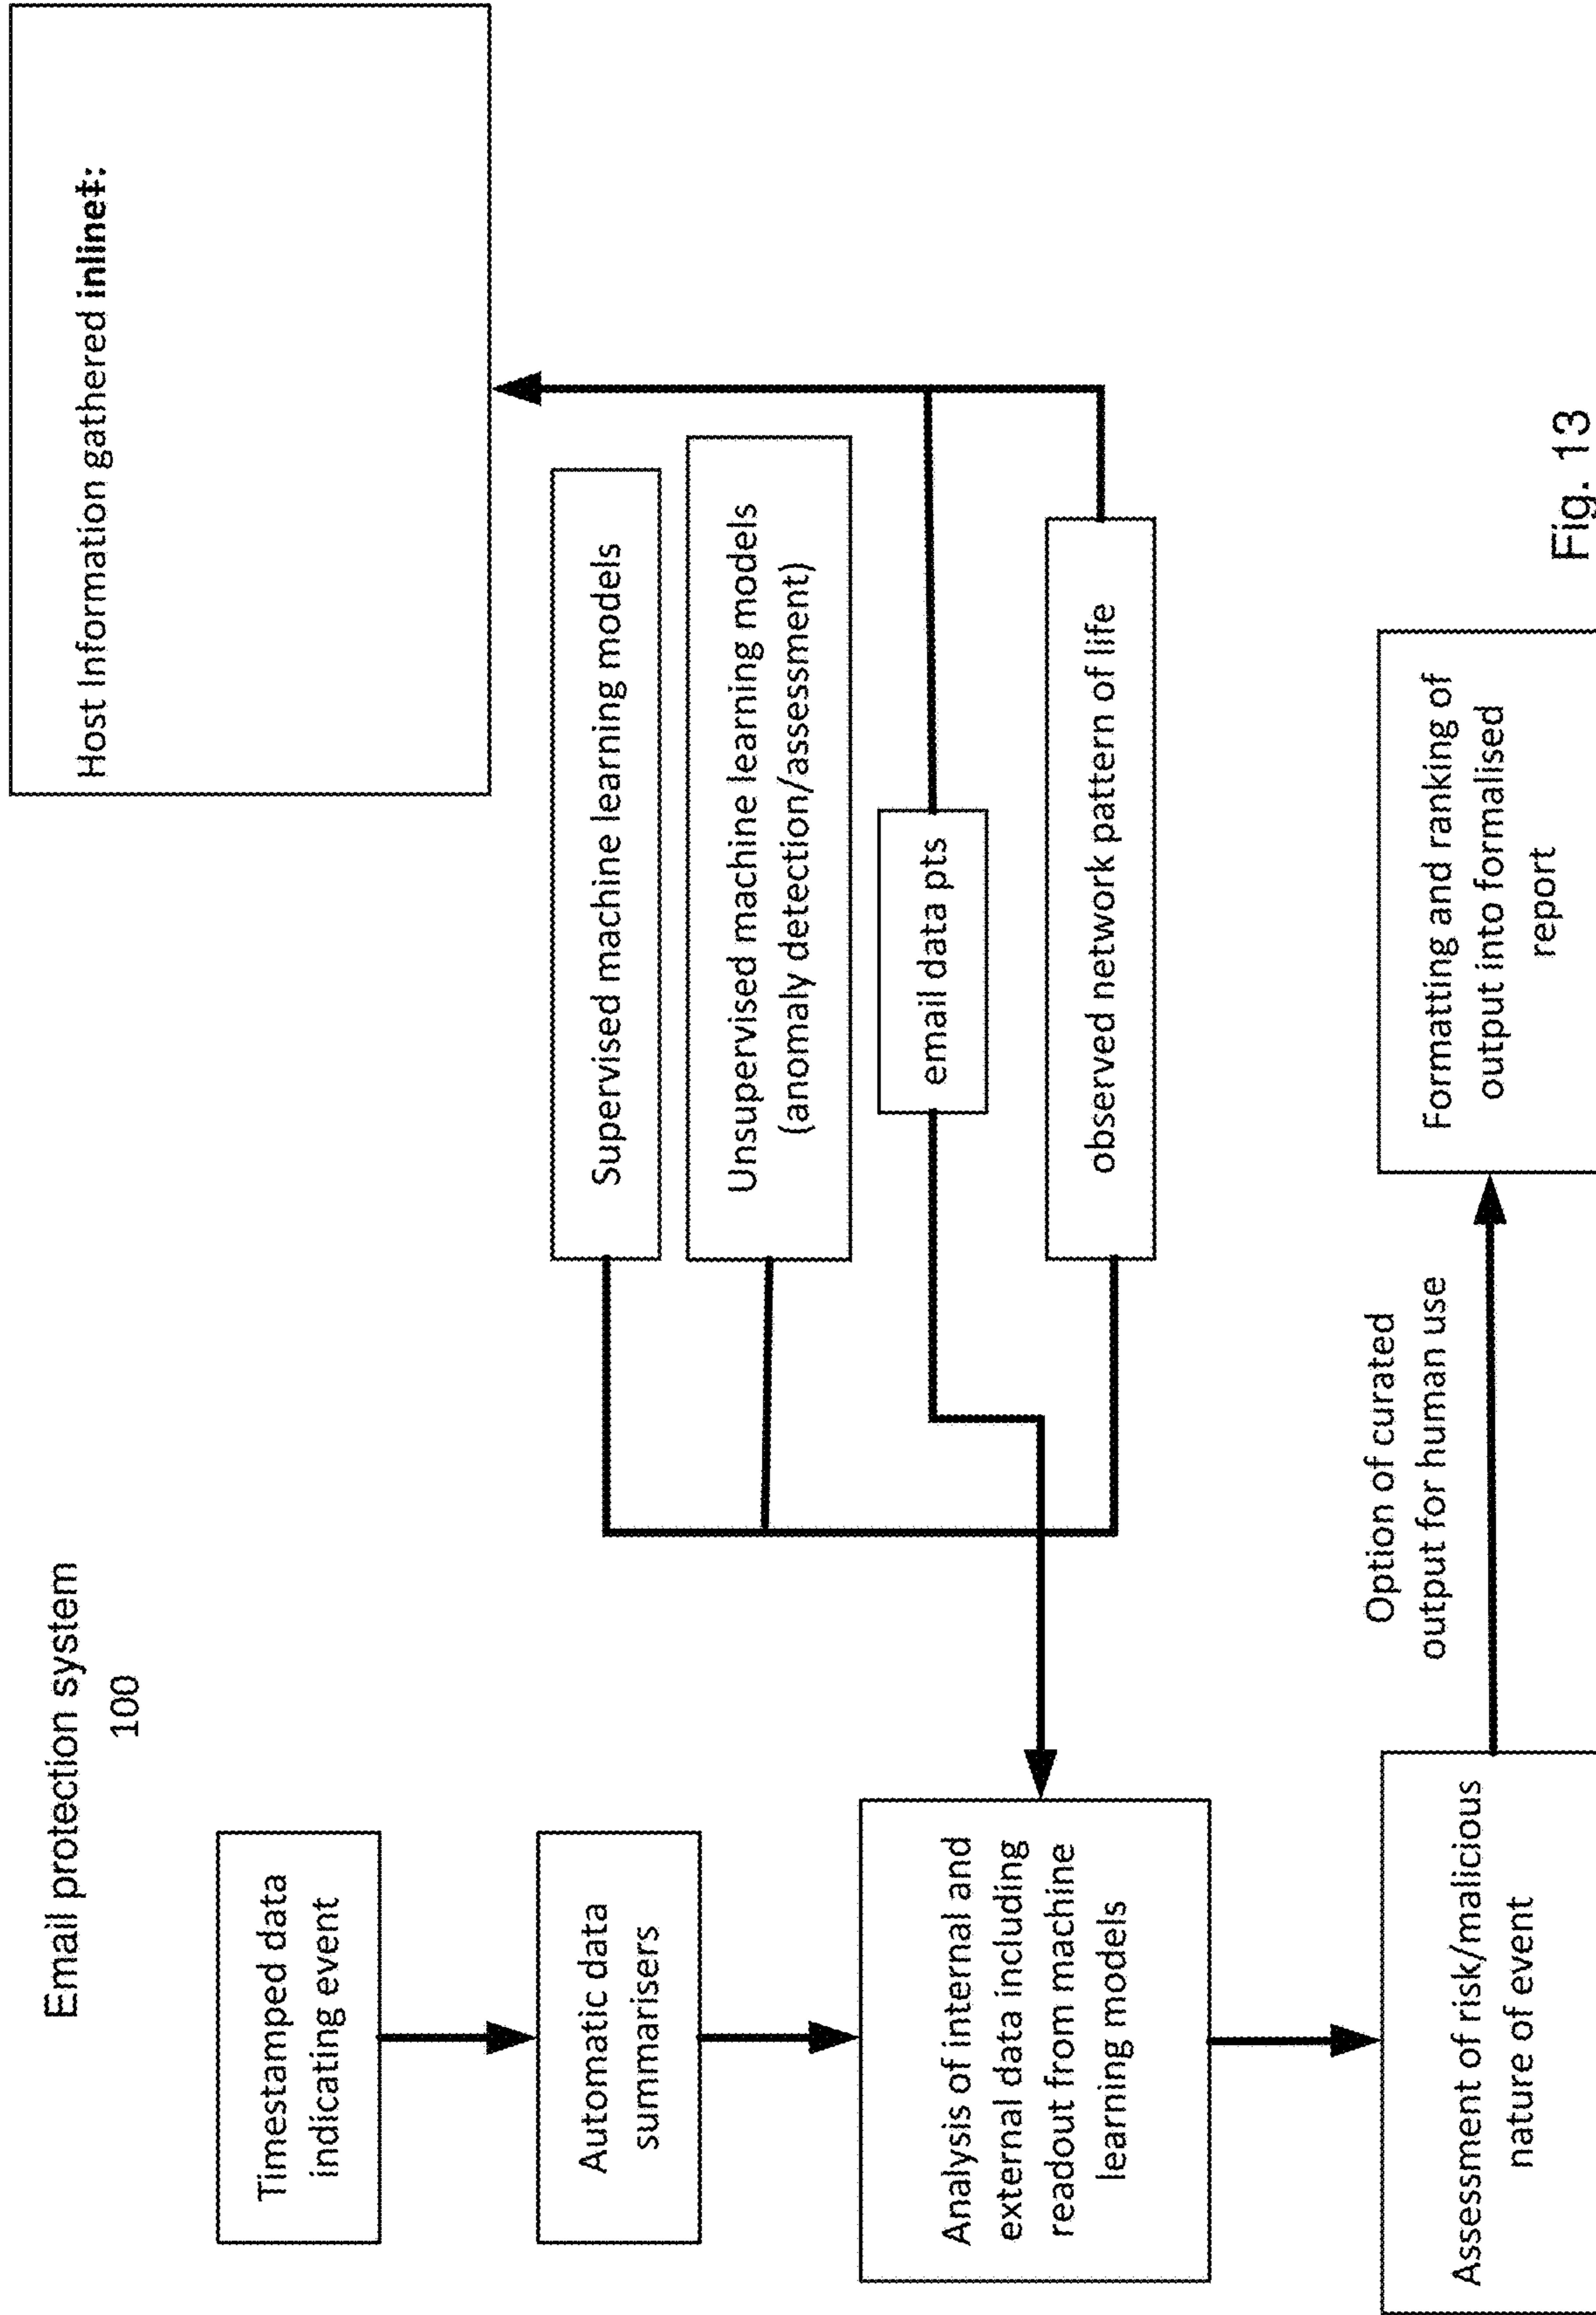 Email protection system
100
Timestamped data
indicating event
Automatic data
summarisers
Analysis of internal and
external data including
readout from machine
learning models
Assessment of risk/malicious
nature of event
Option of curated
output for human use
Formatting and ranking of
output into formalised
report
Host Information gathered inline‡:
Supervised machine learning models
Unsupervised machine learning models
(anomaly detection/assessment)
email data pts
observed network pattern of life
Fig. 13